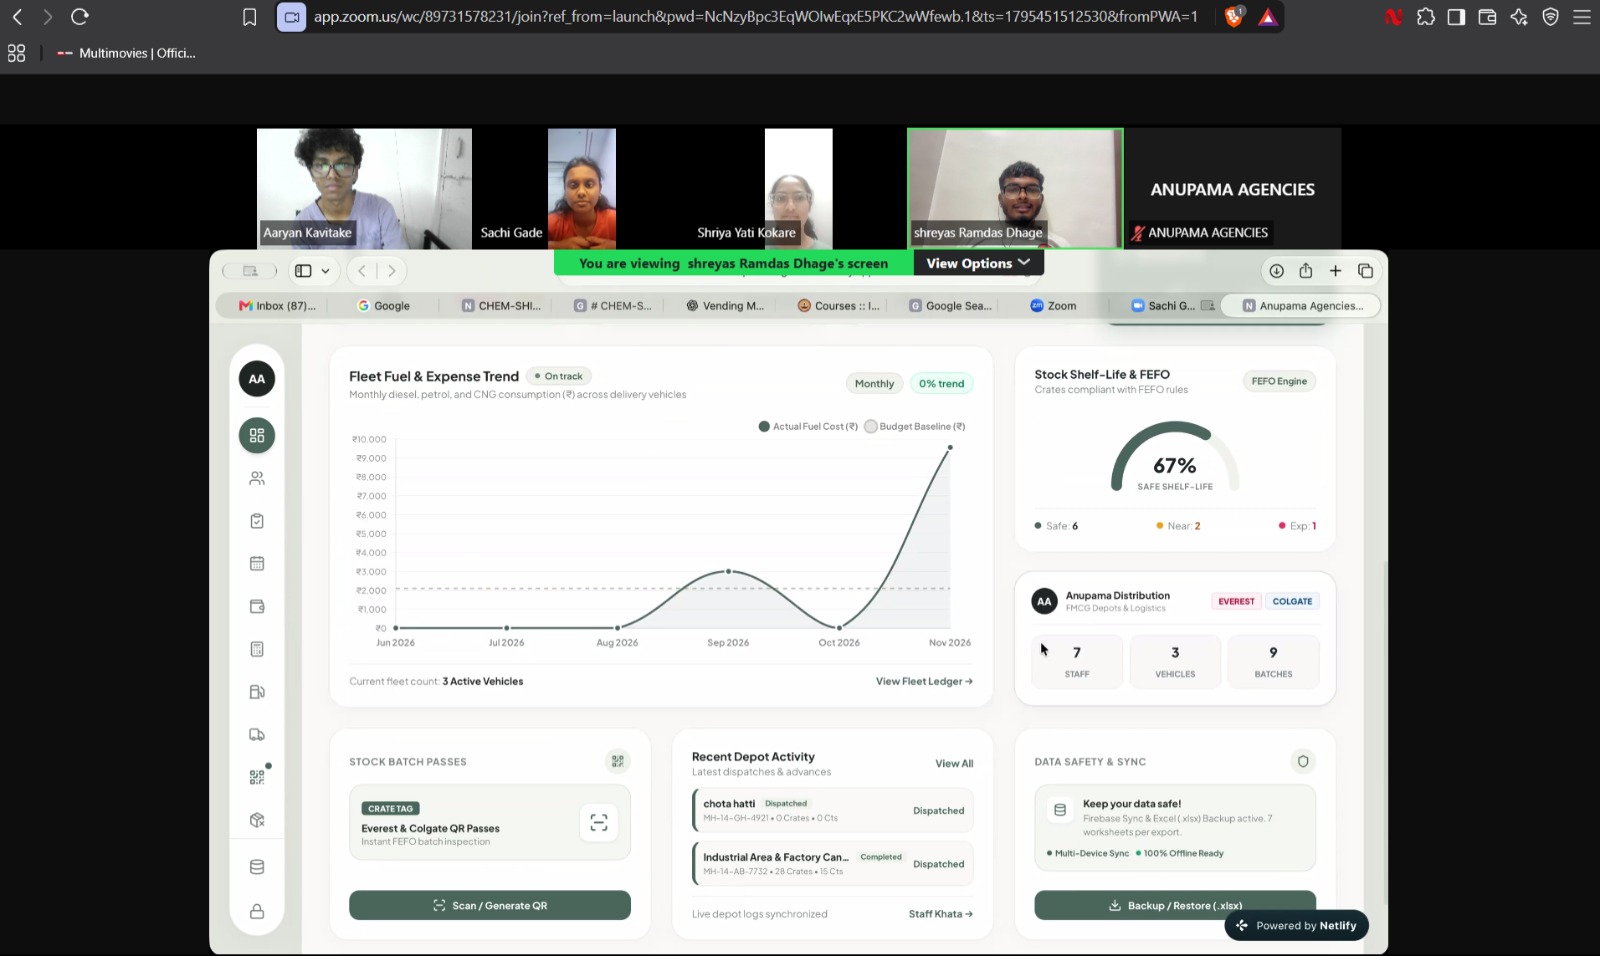 app.zoom.us/wc/89731578231/join?ref_from=launch&pwd=NcNzyBpc3EqWOIwEqxE5PKC2wWfewb.1&ts=1795451512530&fromPWA=1
1
Multimovies | Offici...
Aaryan Kavitake
Sachi Gade
Shriya Yati Kokare
shreyas Ramdas Dhage
ANUPAMA AGENCIES
ANUPAMA AGENCIES
You are viewing shreyas Ramdas Dhage's screen
View Options
Inbox (87)...
Google
CHEM-SHI...
# CHEM-S...
Vending M...
Courses :: I...
Google Sea...
Zoom
Sachi G...
Anupama Agencies...
AA
Fleet Fuel & Expense Trend
On track
Monthly diesel, petrol, and CNG consumption (₹) across delivery vehicles
Monthly
0% trend
Actual Fuel Cost (₹)
Budget Baseline (₹)
₹10,000
₹9,000
₹8,000
₹7,000
₹6,000
₹5,000
₹4,000
₹3,000
₹2,000
₹1,000
₹0
Jun 2026
Jul 2026
Aug 2026
Sep 2026
Oct 2026
Nov 2026
Current fleet count: 3 Active Vehicles
View Fleet Ledger →
Stock Shelf-Life & FEFO
Crates compliant with FEFO rules
FEFO Engine
67%
SAFE SHELF-LIFE
Safe: 6
Near: 2
Exp: 1
AA
Anupama Distribution
FMCG Depots & Logistics
EVEREST
COLGATE
7
STAFF
3
VEHICLES
9
BATCHES
STOCK BATCH PASSES
CRATE TAG
Everest & Colgate QR Passes
Instant FEFO batch inspection
Scan / Generate QR
Recent Depot Activity
Latest dispatches & advances
View All
chota hatti
Dispatched
MH-14-GH-4921 • 0 Crates • 0 Cts
Dispatched
Industrial Area & Factory Can...
Completed
MH-14-AB-7732 • 28 Crates • 15 Cts
Dispatched
Live depot logs synchronized
Staff Khata →
DATA SAFETY & SYNC
Keep your data safe!
Firebase Sync & Excel (.xlsx) Backup active. 7
worksheets per export.
Multi-Device Sync
100% Offline Ready
Backup / Restore (.xlsx)
Powered by Netlify